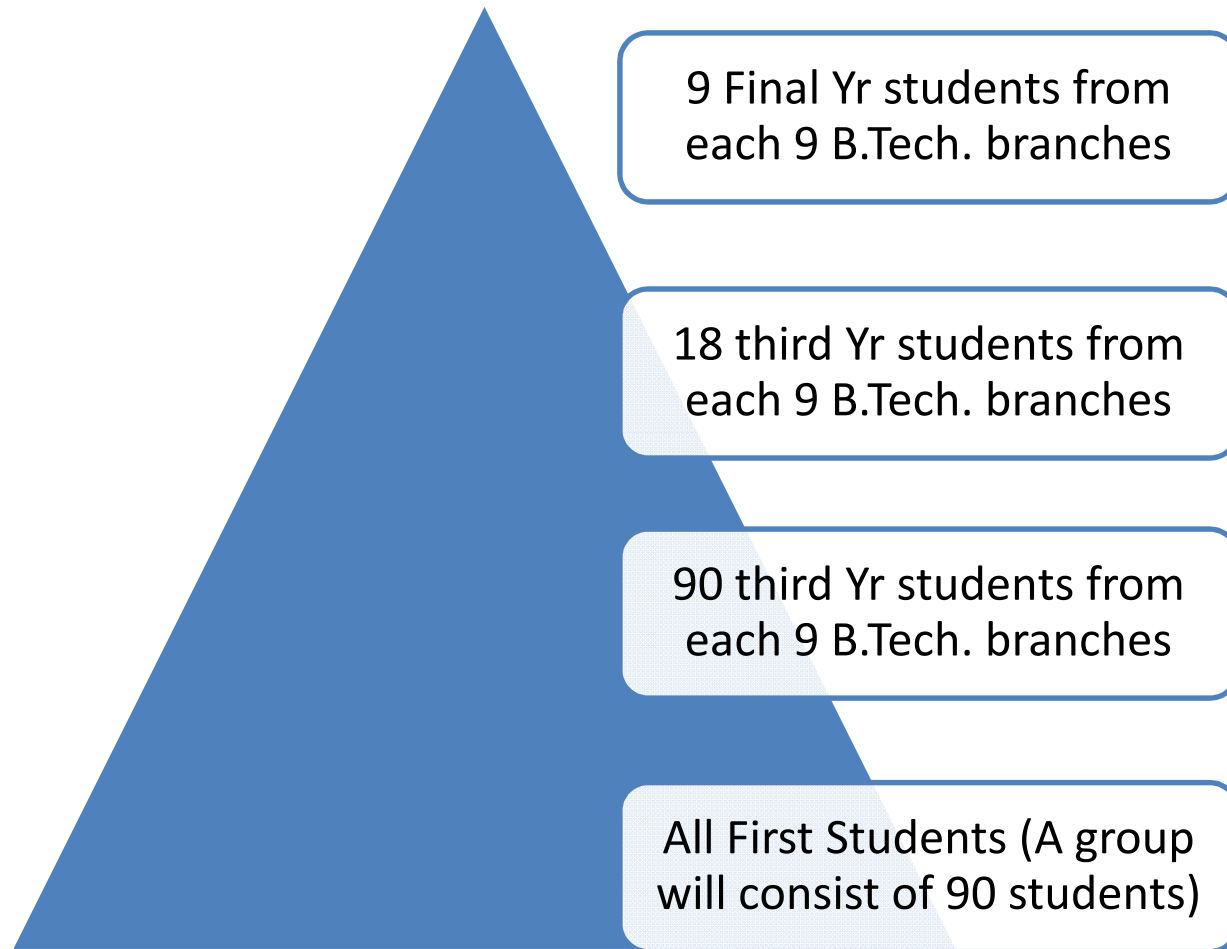 9 Final Yr students from
each 9 B.Tech. branches
18 third Yr students from
each 9 B.Tech. branches
90 third Yr students from
each 9 B.Tech. branches
All First Students (A group
will consist of 90 students)